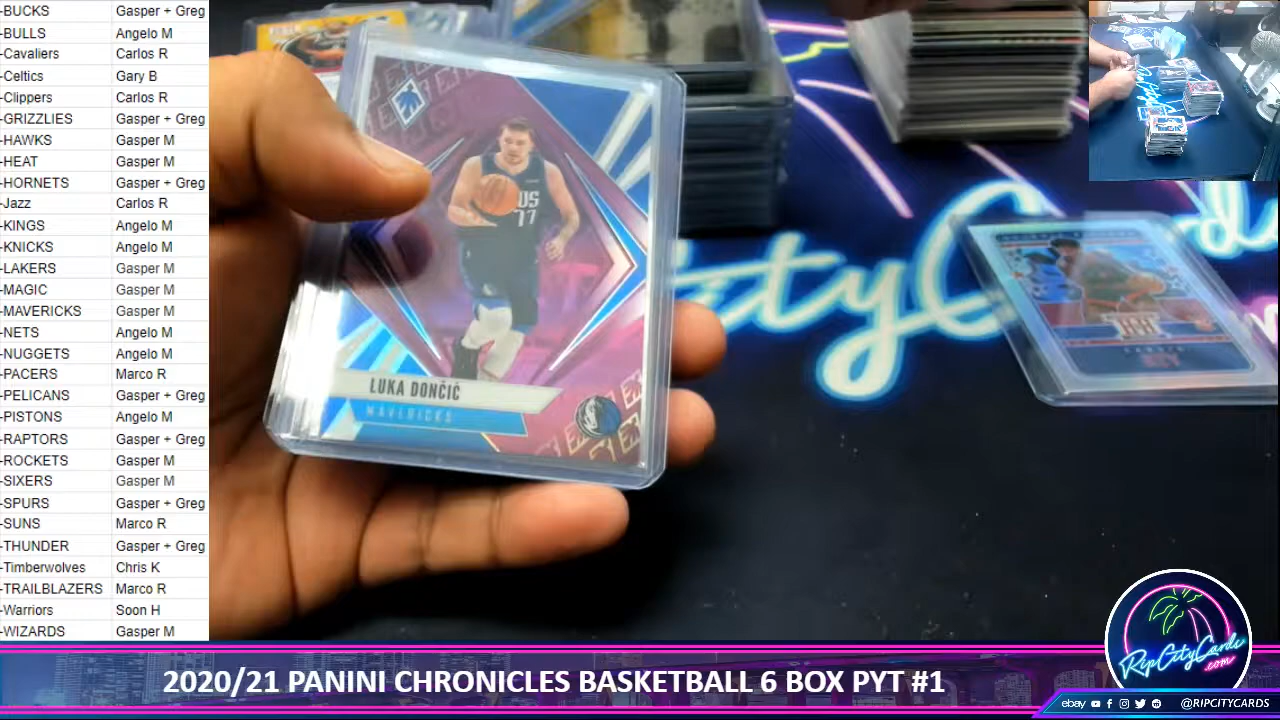 -BUCKS Gasper + Greg
-BULLS Angelo M
-Cavaliers Carlos R
-Celtics Gary B
-Clippers Carlos R
-GRIZZLIES Gasper + Greg
-HAWKS Gasper M
-HEAT Gasper M
-HORNETS Gasper + Greg
-Jazz Carlos R
-KINGS Angelo M
-KNICKS Angelo M
-LAKERS Gasper M
-MAGIC Gasper M
-MAVERICKS Gasper M
-NETS Angelo M
-NUGGETS Angelo M
-PACERS Marco R
-PELICANS Gasper + Greg
-PISTONS Angelo M
-RAPTORS Gasper + Greg
-ROCKETS Gasper M
-SIXERS Gasper M
-SPURS Gasper + Greg
-SUNS Marco R
-THUNDER Gasper + Greg
-Timberwolves Chris K
-TRAILBLAZERS Marco R
-Warriors Soon H
-WIZARDS Gasper M
US
77
LUKA DONČIĆ
MAVERICKS
RipCityCards
.com
2020/21 PANINI CHRONICLES BASKETBALL 6 BOX PYT #1
ebay @RIPCITYCARDS